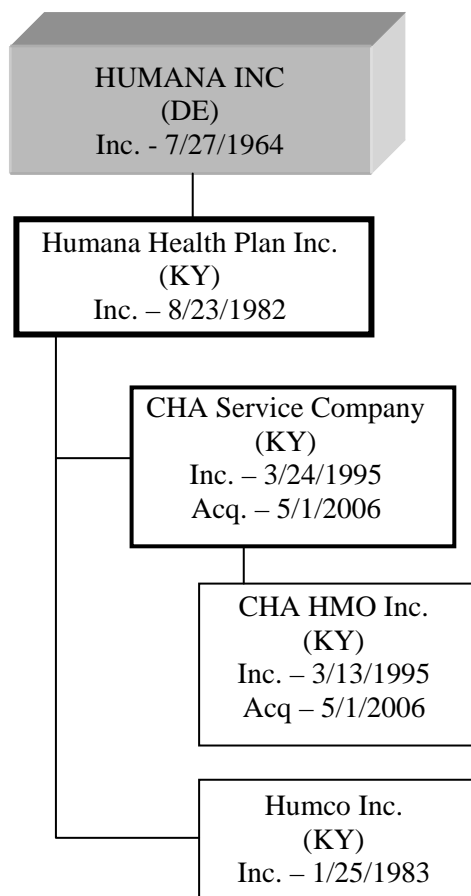 HUMANA INC
(DE)
Inc. - 7/27/1964
Humana Health Plan Inc.
(KY)
Inc. – 8/23/1982
CHA Service Company
(KY)
Inc. – 3/24/1995
Acq. – 5/1/2006
CHA HMO Inc.
(KY)
Inc. – 3/13/1995
Acq – 5/1/2006
Humco Inc.
(KY)
Inc. – 1/25/1983